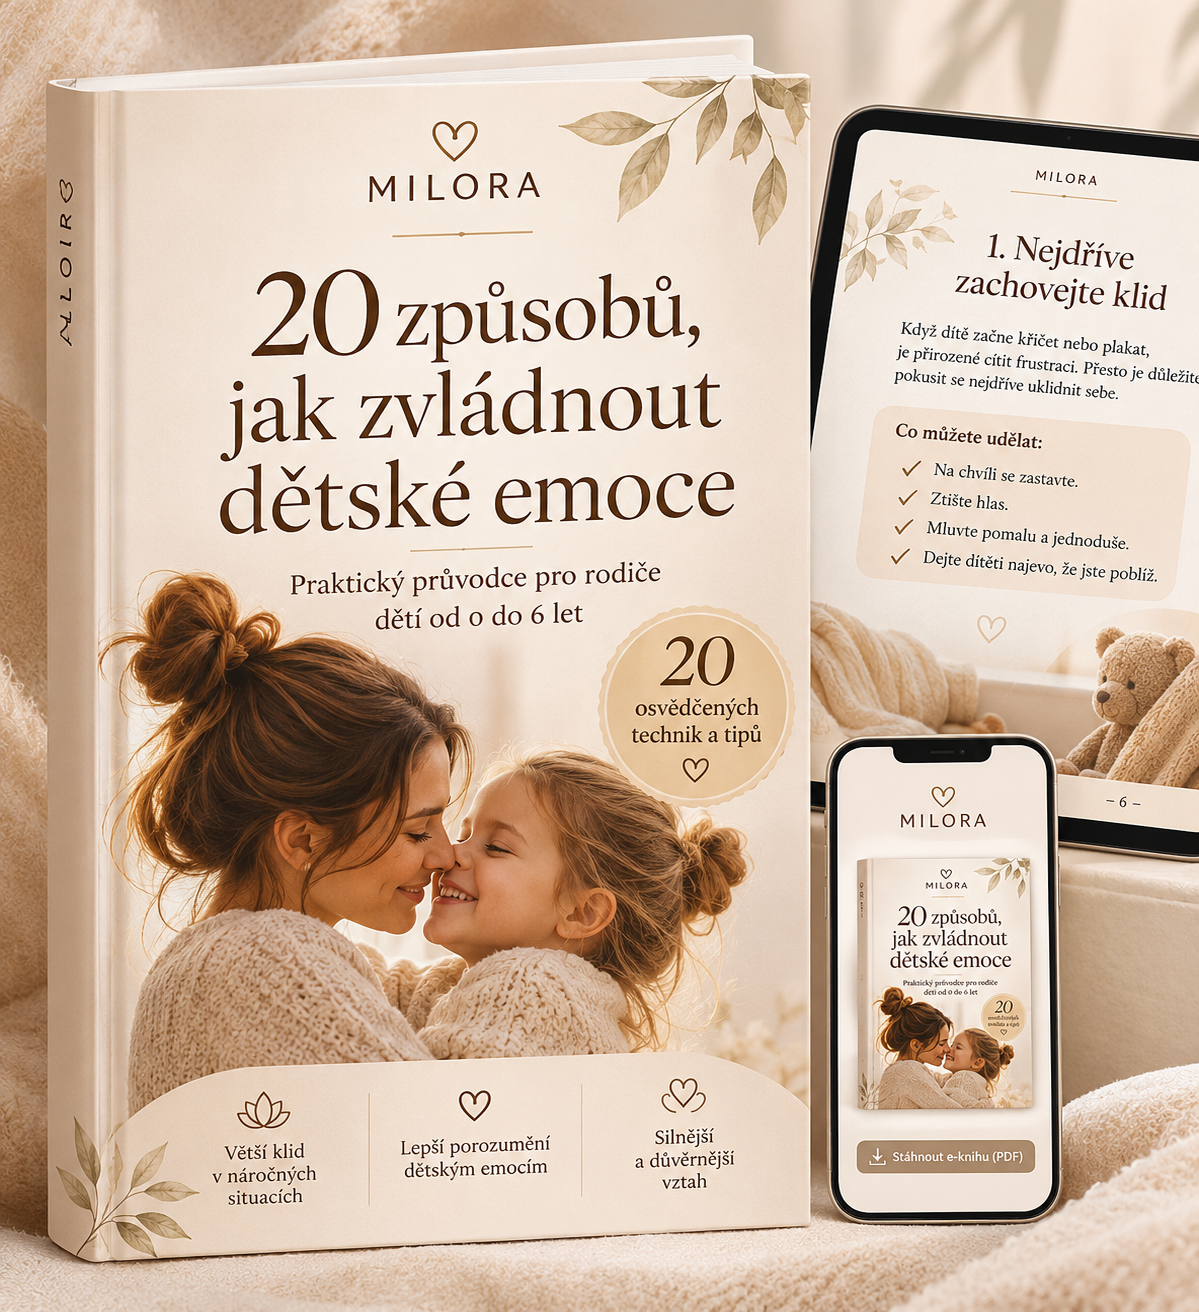 MILORA
20 způsobů,
jak zvládnout
dětské emoce
Praktický průvodce pro rodiče
dětí od 0 do 6 let
20
osvědčených
technik a tipů
Větší klid
v náročných
situacích
Lepší porozumění
dětským emocím
Silnější
a důvěrnější
vztah
MILORA
1. Nejdříve
zachovejte klid
Když dítě začne křičet nebo plakat,
je přirozené cítit frustraci. Přesto je důležité
pokusit se nejdříve uklidnit sebe.
Co můžete udělat:
Na chvíli se zastavte.
Ztište hlas.
Mluvte pomalu a jednoduše.
Dejte dítěti najevo, že jste poblíž.
– 6 –
MILORA
MILORA
20 způsobů,
jak zvládnout
dětské emoce
Praktický průvodce pro rodiče
dětí od 0 do 6 let
20
Stáhnout e-knihu (PDF)